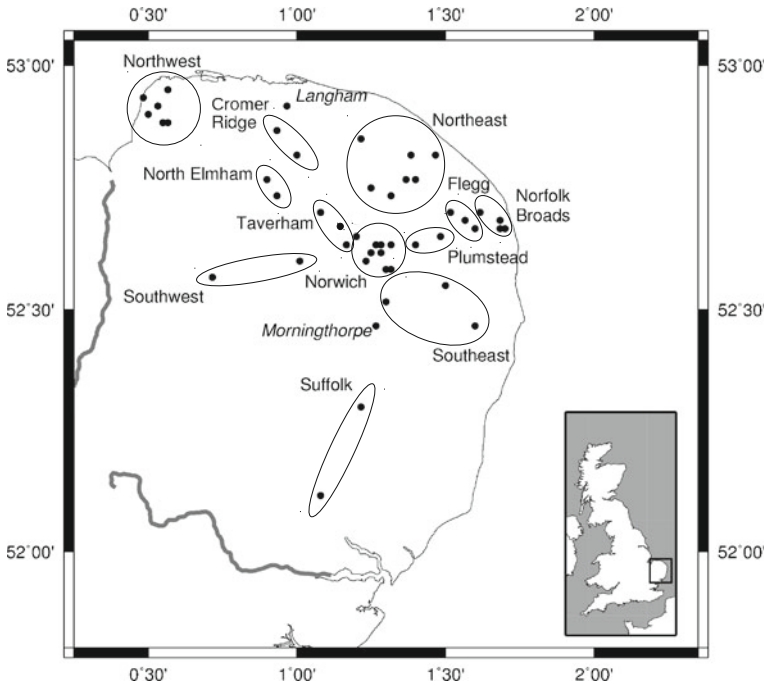 0°30'
1°00'
1°30'
2°00'
53°00'
53°00'
Northwest
Langham
Cromer
Ridge
Northeast
North Elmham
Flegg
Norfolk
Broads
Taverham
Plumstead
Norwich
Southwest
52°30'
52°30'
Morningthorpe
Southeast
Suffolk
52°00'
52°00'
0°30'
1°00'
1°30'
2°00'